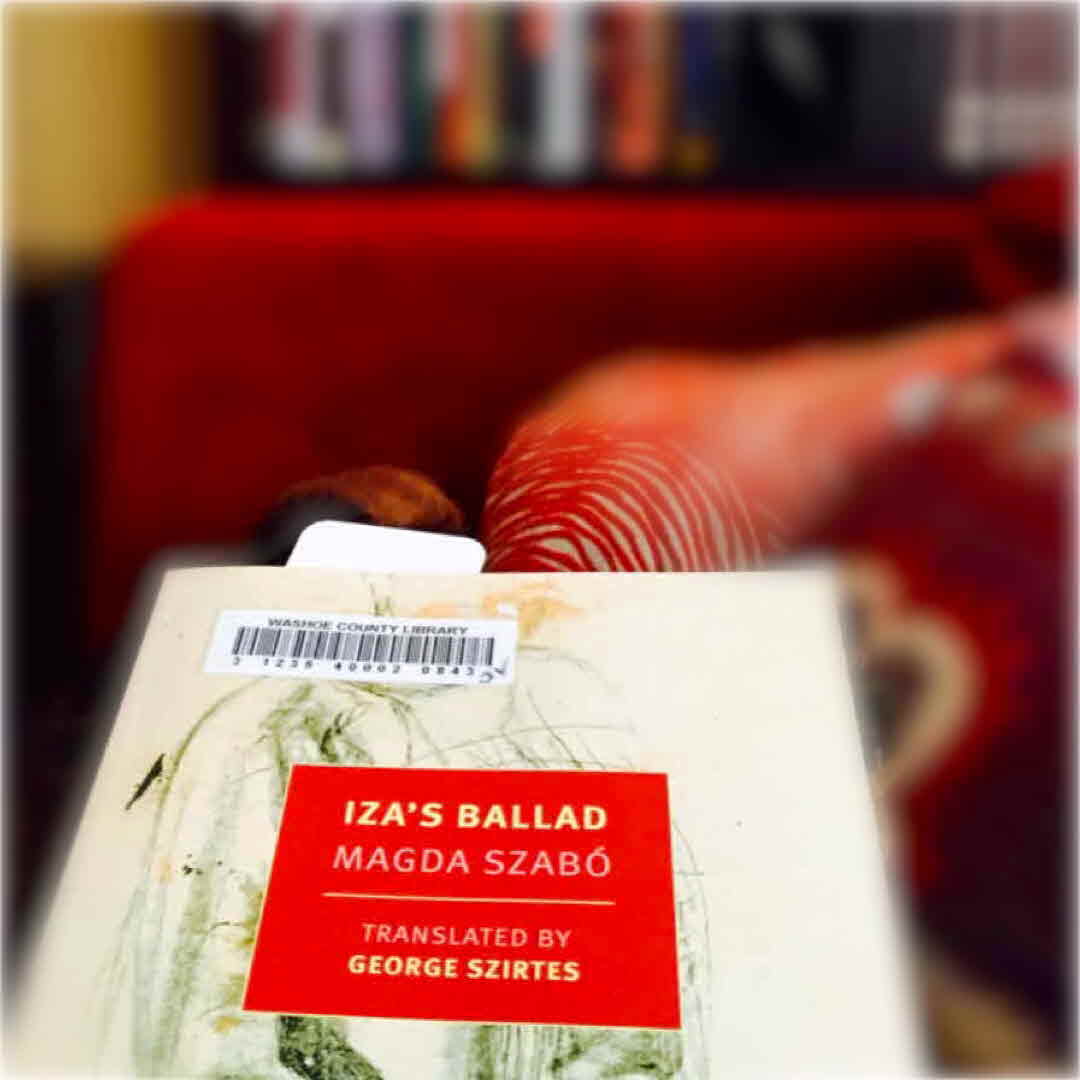 WASHOE COUNTY LIBRARY
3 1235 40002 0843
IZA'S BALLAD
MAGDA SZABÓ
TRANSLATED BY
GEORGE SZIRTES